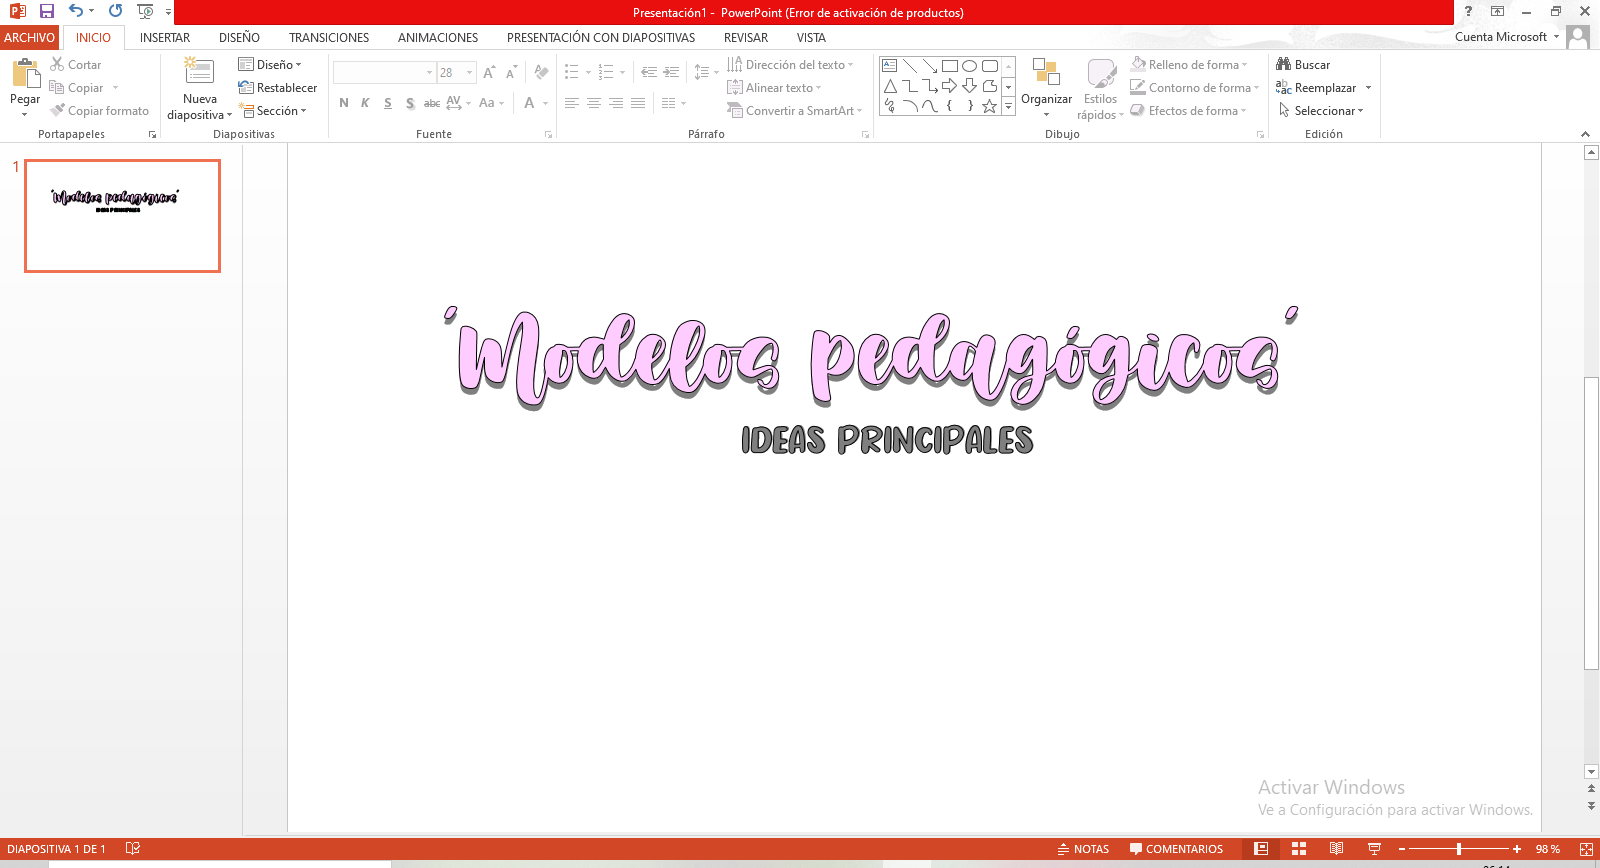 Presentación1 - PowerPoint (Error de activación de productos)
ARCHIVO INICIO INSERTAR DISEÑO TRANSICIONES ANIMACIONES PRESENTACIÓN CON DIAPOSITIVAS REVISAR VISTA Cuenta Microsoft
Pegar
Cortar
Copiar
Copiar formato
Portapapeles
Nueva diapositiva
Diseño
Restablecer
Sección
Diapositivas
28
N K S S abc AV Aa A
Fuente
Dirección del texto
Alinear texto
Convertir a SmartArt
Párrafo
Organizar
Estilos rápidos
Relleno de forma
Contorno de forma
Efectos de forma
Dibujo
Buscar
Reemplazar
Seleccionar
Edición
1
´Modelos pedagógicos´
IDEAS PRINCIPALES
´Modelos pedagógicos´
IDEAS PRINCIPALES
Activar Windows
Ve a Configuración para activar Windows.
DIAPOSITIVA 1 DE 1 NOTAS COMENTARIOS 98 %